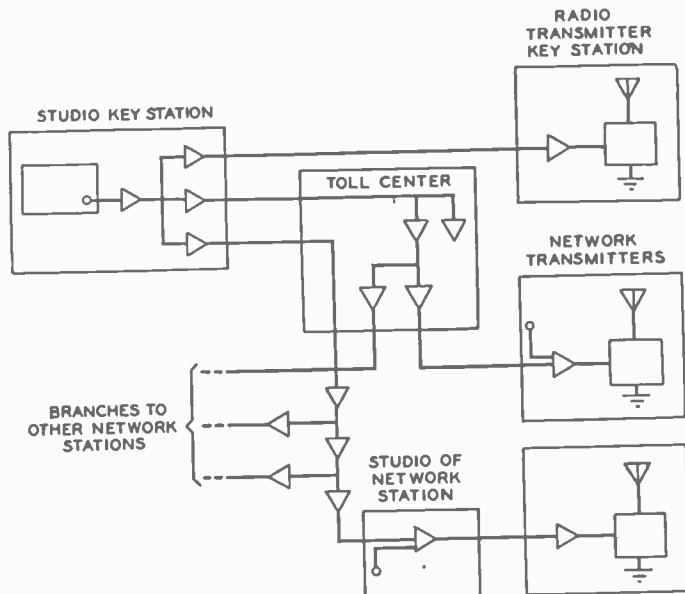 RADIO
TRANSMITTER
KEY STATION
STUDIO KEY STATION
TOLL CENTER
NETWORK
TRANSMITTERS
BRANCHES TO
OTHER NETWORK
STATIONS
STUDIO OF
NETWORK
STATION